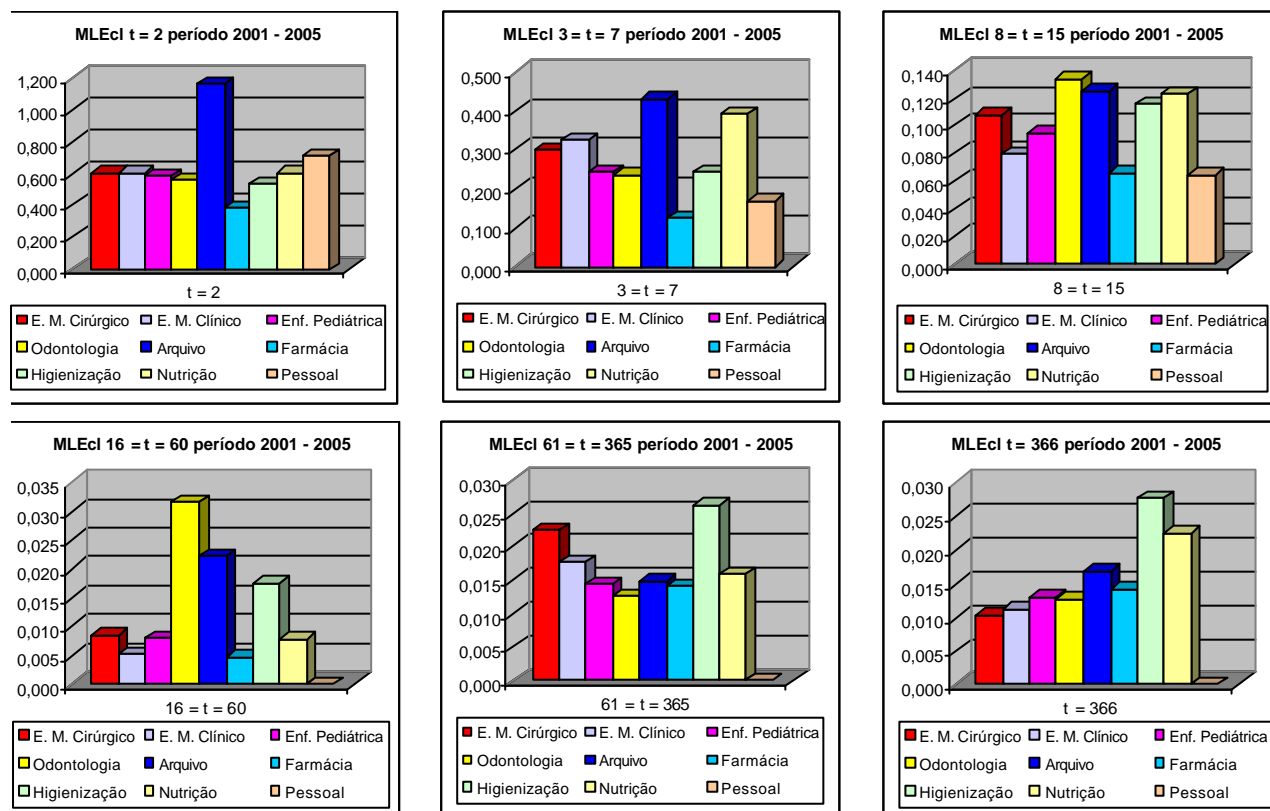 MLEcl t = 2 período 2001 - 2005
1,200
1,000
0,800
0,600
0,400
0,200
0,000
t = 2
E. M. Cirúrgico E. M. Clínico Enf. Pediátrica
Odontologia Arquivo Farmácia
Higienização Nutrição Pessoal
MLEcl 3 = t = 7 período 2001 - 2005
0,500
0,400
0,300
0,200
0,100
0,000
3 = t = 7
E. M. Cirúrgico E. M. Clínico Enf. Pediátrica
Odontologia Arquivo Farmácia
Higienização Nutrição Pessoal
MLEcl 8 = t = 15 período 2001 - 2005
0,140
0,120
0,100
0,080
0,060
0,040
0,020
0,000
8 = t = 15
E. M. Cirúrgico E. M. Clínico Enf. Pediátrica
Odontologia Arquivo Farmácia
Higienização Nutrição Pessoal
MLEcl 16 = t = 60 período 2001 - 2005
0,035
0,030
0,025
0,020
0,015
0,010
0,005
0,000
16 = t = 60
E. M. Cirúrgico E. M. Clínico Enf. Pediátrica
Odontologia Arquivo Farmácia
Higienização Nutrição Pessoal
MLEcl 61 = t = 365 período 2001 - 2005
0,030
0,025
0,020
0,015
0,010
0,005
0,000
61 = t = 365
E. M. Cirúrgico E. M. Clínico Enf. Pediátrica
Odontologia Arquivo Farmácia
Higienização Nutrição Pessoal
MLEcl t = 366 período 2001 - 2005
0,030
0,025
0,020
0,015
0,010
0,005
0,000
t = 366
E. M. Cirúrgico E. M. Clínico Enf. Pediátrica
Odontologia Arquivo Farmácia
Higienização Nutrição Pessoal